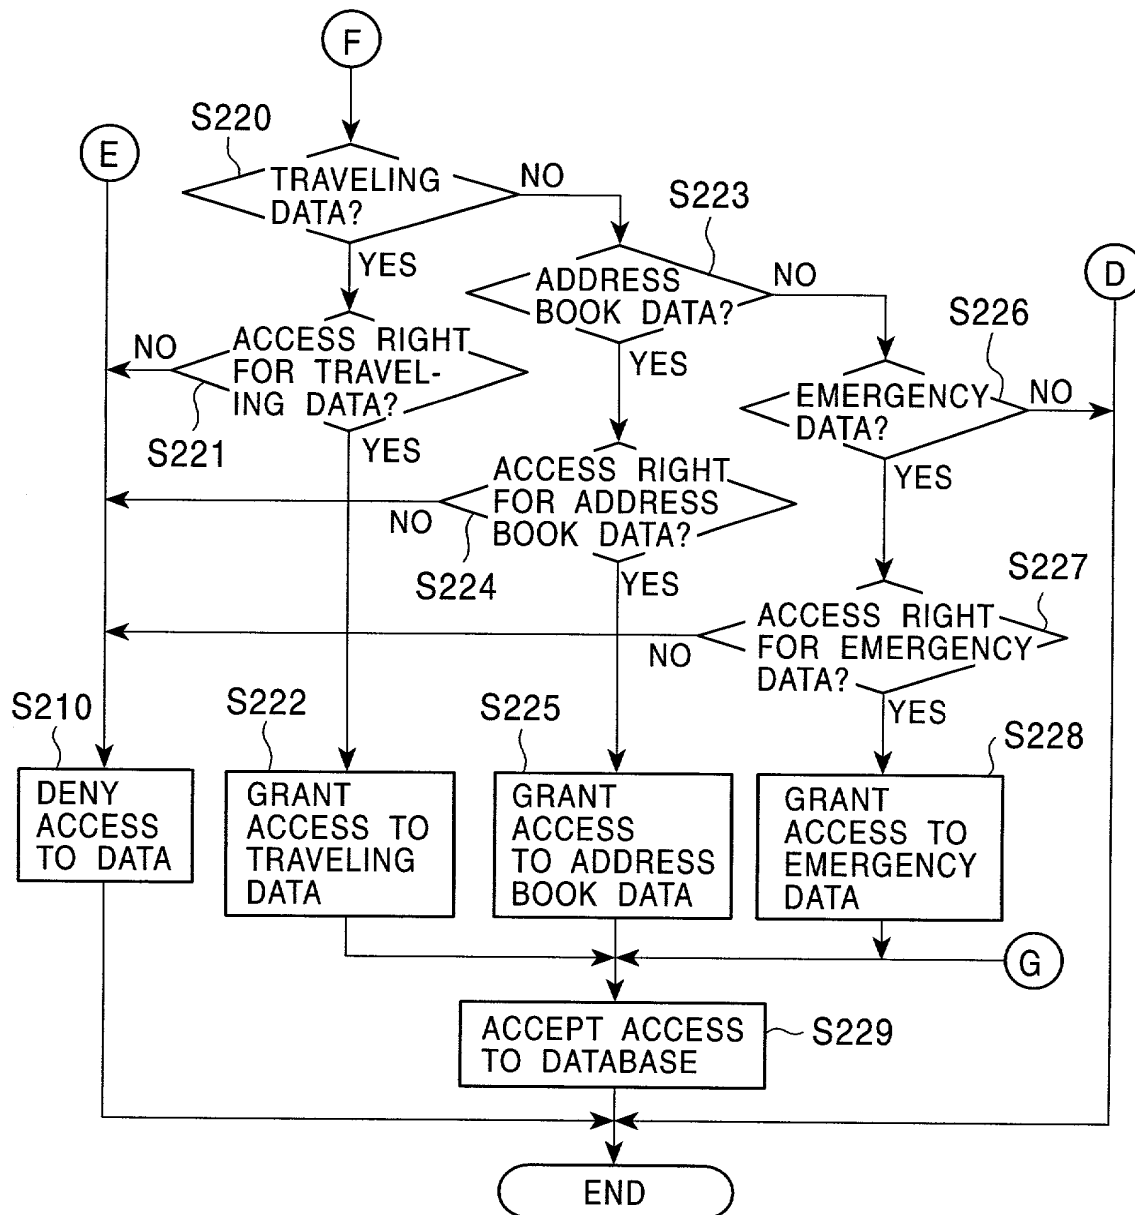 F
E
S220
TRAVELING
DATA?
NO
YES
S223
ADDRESS
BOOK DATA?
NO
YES
D
S226
EMERGENCY
DATA?
NO
YES
NO
ACCESS RIGHT
FOR TRAVEL-
ING DATA?
S221
YES
ACCESS RIGHT
FOR ADDRESS
BOOK DATA?
NO
S224
YES
S227
ACCESS RIGHT
FOR EMERGENCY
DATA?
NO
YES
S210
DENY
ACCESS
TO DATA
S222
GRANT
ACCESS TO
TRAVELING
DATA
S225
GRANT
ACCESS
TO ADDRESS
BOOK DATA
S228
GRANT
ACCESS TO
EMERGENCY
DATA
G
ACCEPT ACCESS
TO DATABASE
S229
END